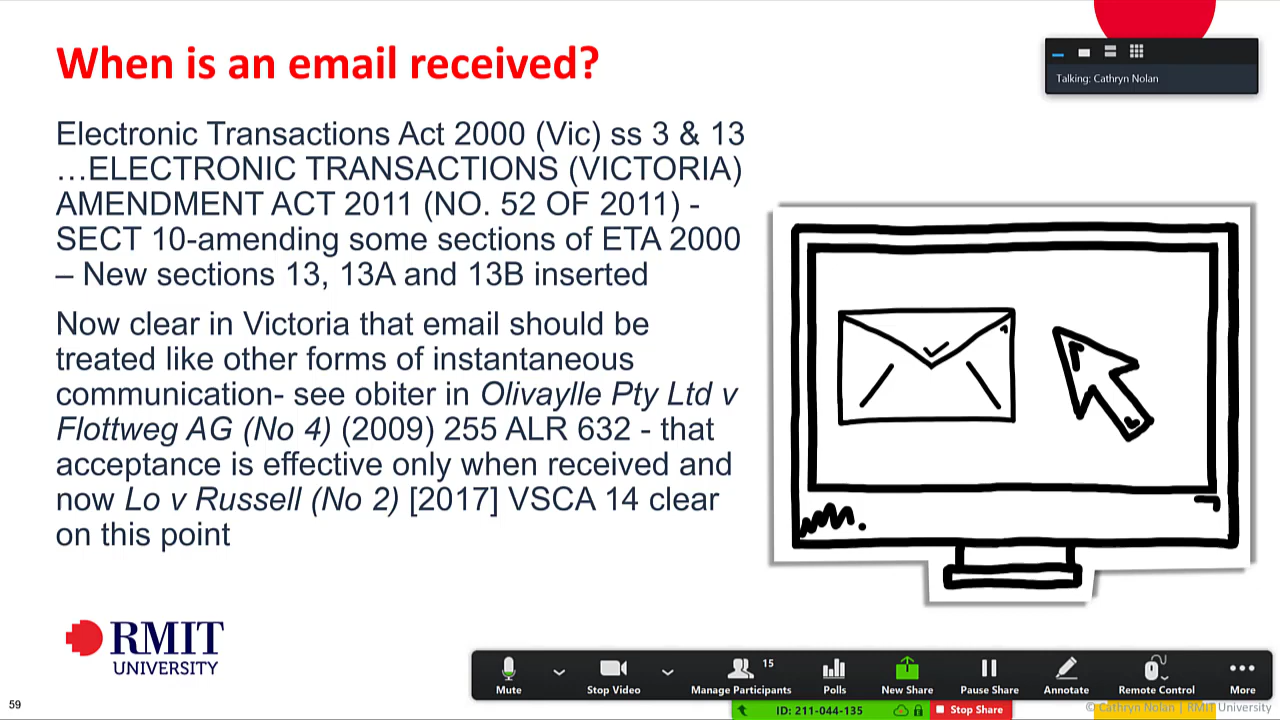 When is an email received?
Talking: Cathryn Nolan
Electronic Transactions Act 2000 (Vic) ss 3 & 13
…ELECTRONIC TRANSACTIONS (VICTORIA)
AMENDMENT ACT 2011 (NO. 52 OF 2011) -
SECT 10-amending some sections of ETA 2000
– New sections 13, 13A and 13B inserted
Now clear in Victoria that email should be
treated like other forms of instantaneous
communication- see obiter in Olivaylle Pty Ltd v
Flottweg AG (No 4) (2009) 255 ALR 632 - that
acceptance is effective only when received and
now Lo v Russell (No 2) [2017] VSCA 14 clear
on this point
RMIT
UNIVERSITY
15
Mute
Stop Video
Manage Participants
Polls
New Share
Pause Share
Annotate
Remote Control
More
59
ID: 211-044-135
Stop Share
© Cathryn Nolan | RMIT University